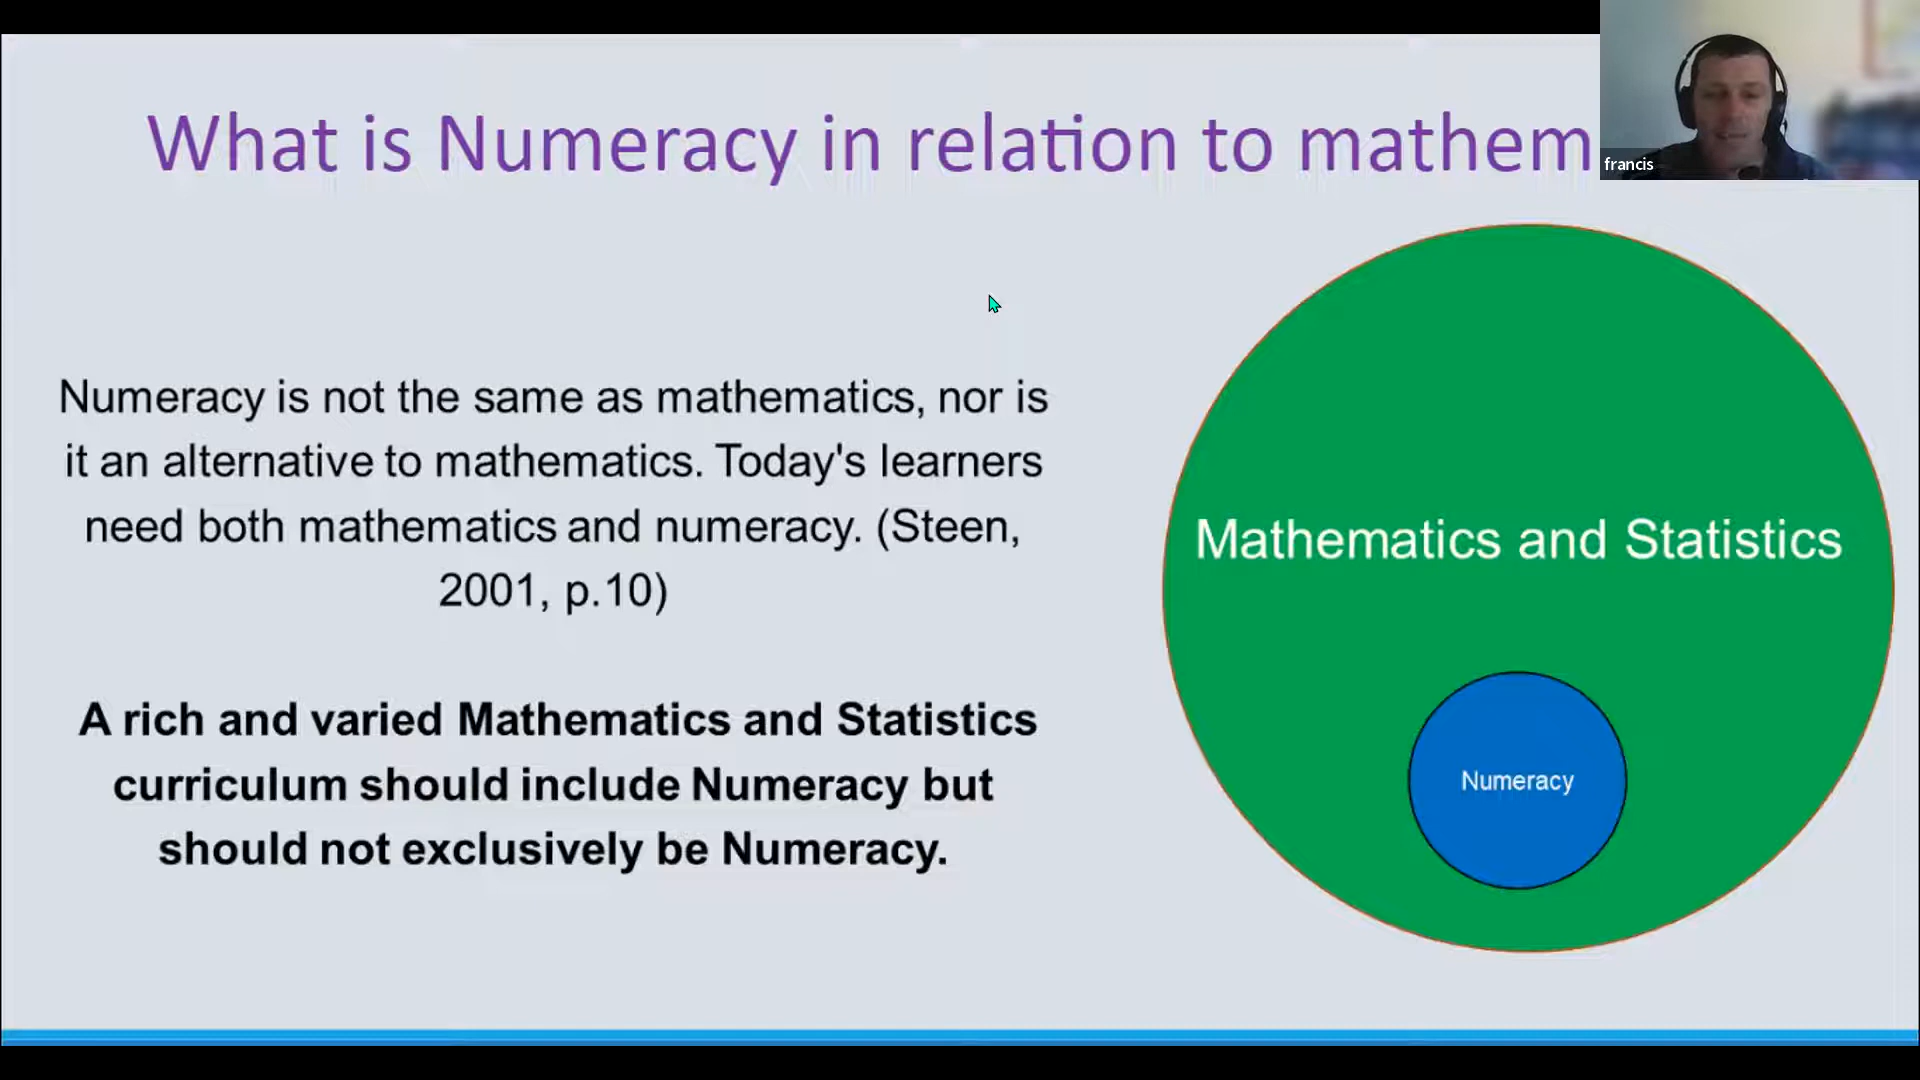 What is Numeracy in relation to mathem
francis
Numeracy is not the same as mathematics, nor is
it an alternative to mathematics. Today's learners
need both mathematics and numeracy. (Steen,
2001, p.10)
A rich and varied Mathematics and Statistics
curriculum should include Numeracy but
should not exclusively be Numeracy.
Mathematics and Statistics
Numeracy